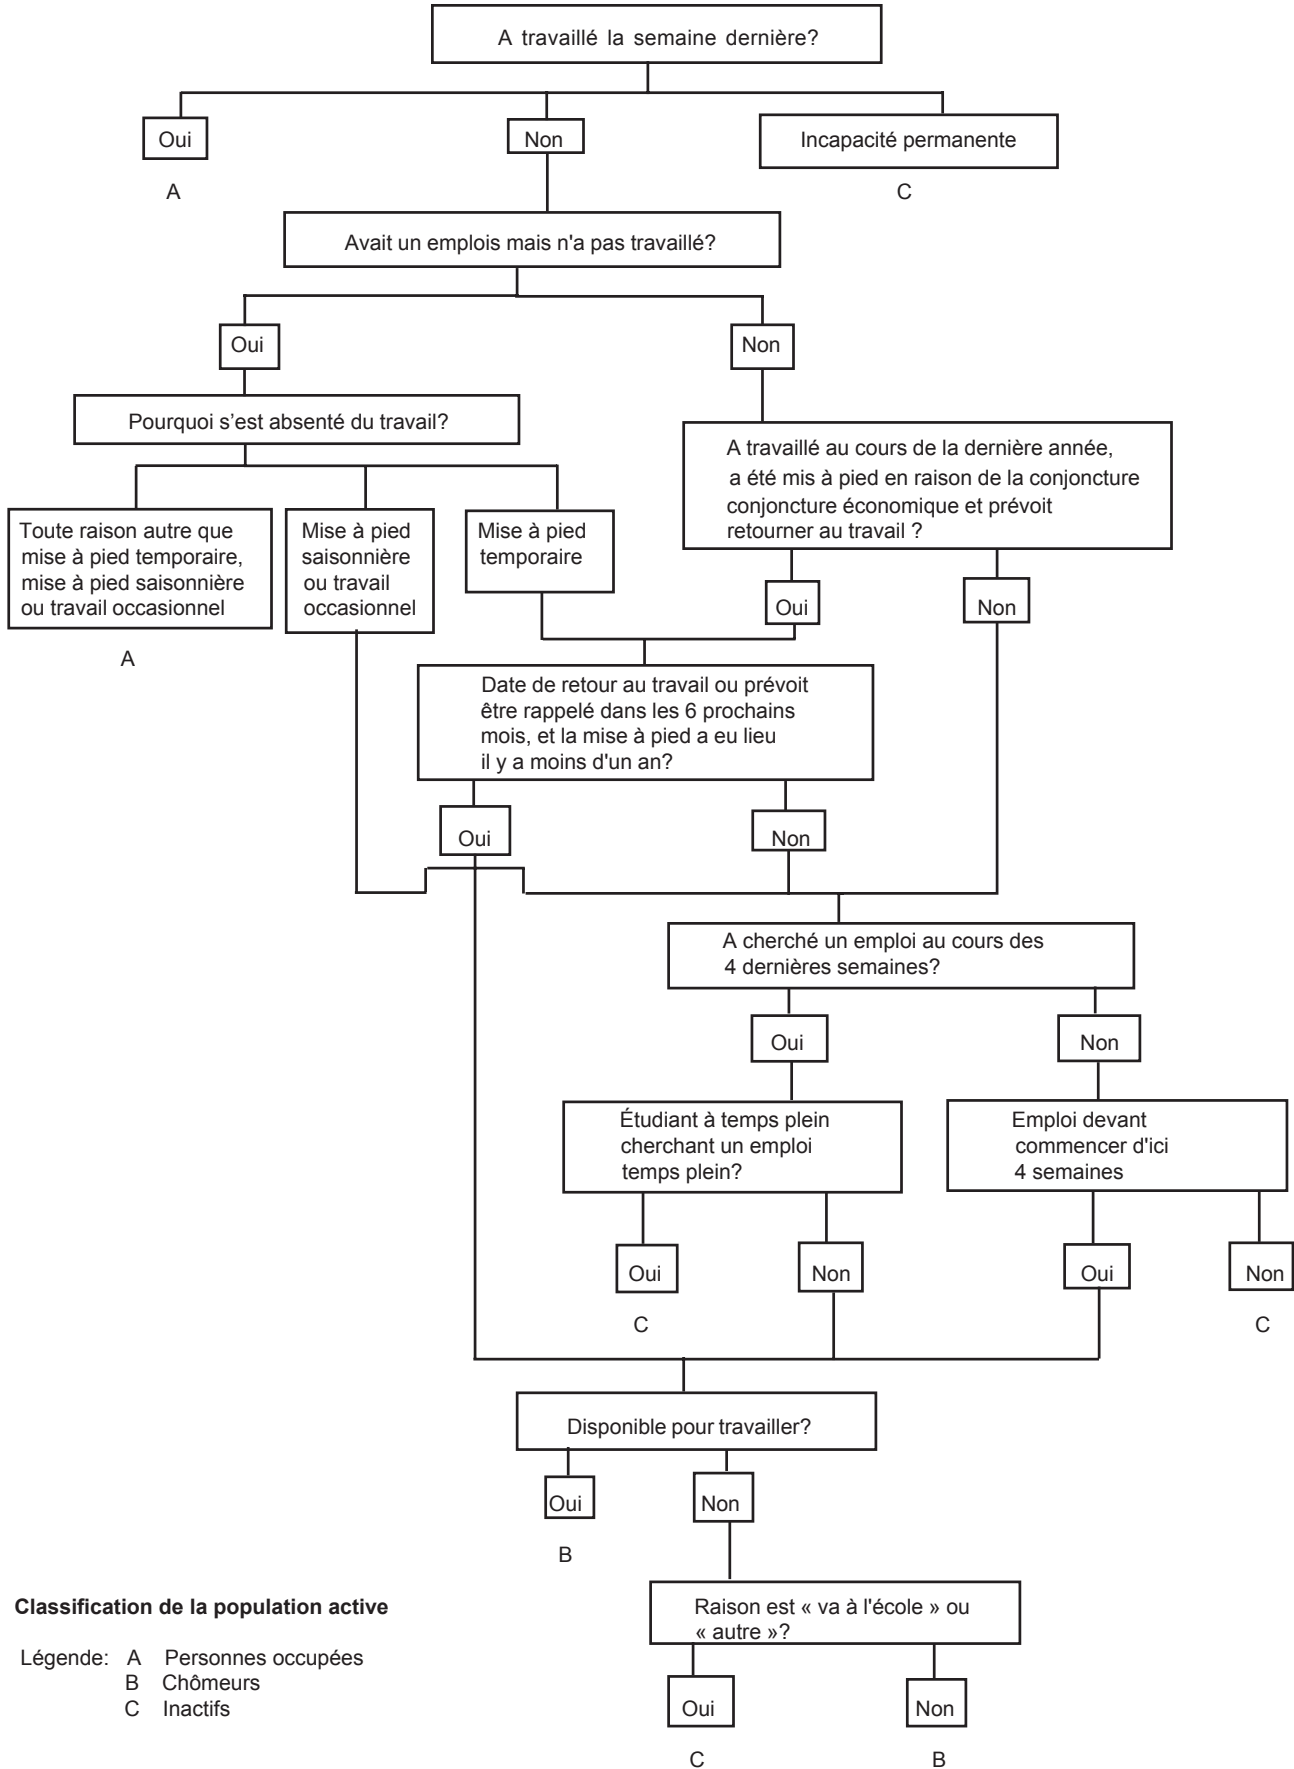 A travaillé la semaine dernière?
Oui
Non
Incapacité permanente
A
C
Avait un emplois mais n'a pas travaillé?
Oui
Non
Pourquoi s'est absenté du travail?
A travaillé au cours de la dernière année,
a été mis à pied en raison de la conjoncture
conjoncture économique et prévoit
retourner au travail ?
Toute raison autre que
mise à pied temporaire,
mise à pied saisonnière
ou travail occasionnel
Mise à pied
saisonnière
ou travail
occasionnel
Mise à pied
temporaire
Oui
Non
A
Date de retour au travail ou prévoit
être rappelé dans les 6 prochains
mois, et la mise à pied a eu lieu
il y a moins d'un an?
Oui
Non
A cherché un emploi au cours des
4 dernières semaines?
Oui
Non
Étudiant à temps plein
cherchant un emploi
temps plein?
Emploi devant
commencer d'ici
4 semaines
Oui
Non
Oui
Non
C
C
Disponible pour travailler?
Oui
Non
B
Raison est « va à l'école » ou
« autre »?
Oui
Non
C
B
Classification de la population active
Légende: A Personnes occupées
B Chômeurs
C Inactifs